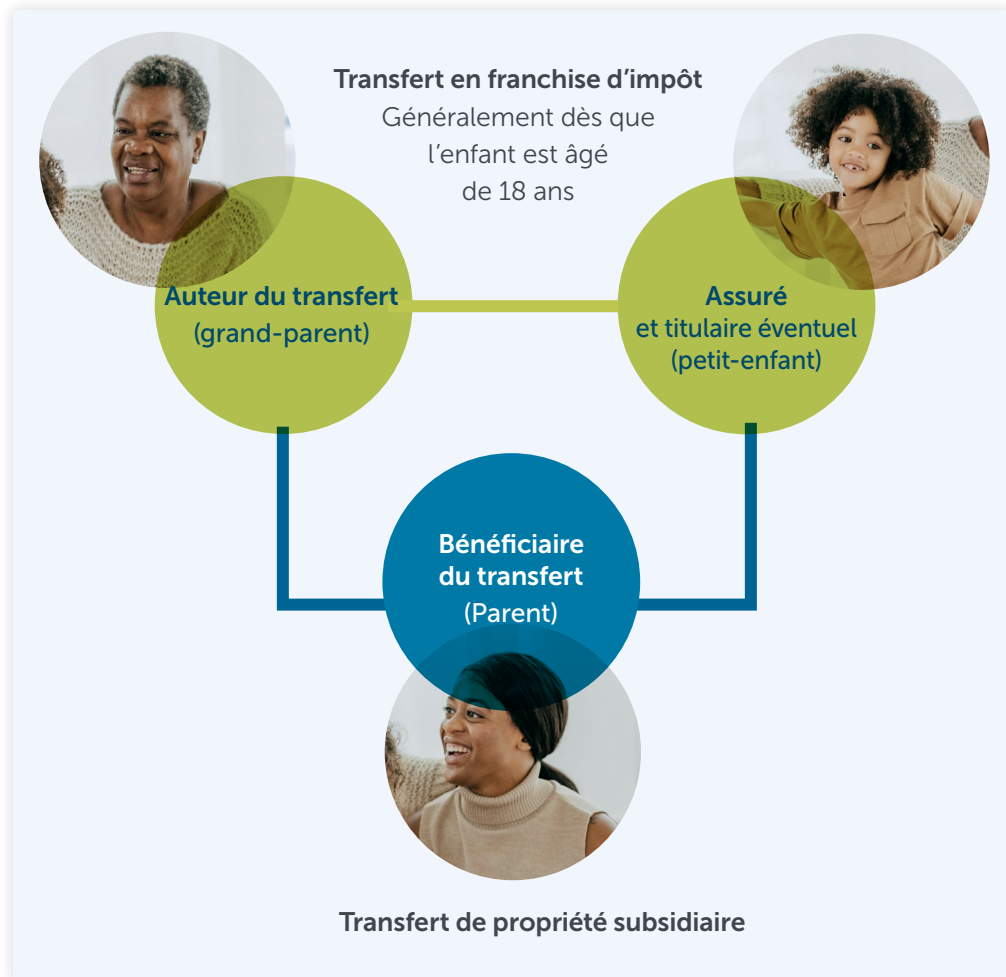 Transfert en franchise d’impôt
Généralement dès que
l’enfant est âgé
de 18 ans
Auteur du transfert
(grand-parent)
Assuré
et titulaire éventuel
(petit-enfant)
Bénéficiaire
du transfert
(Parent)
Transfert de propriété subsidiaire